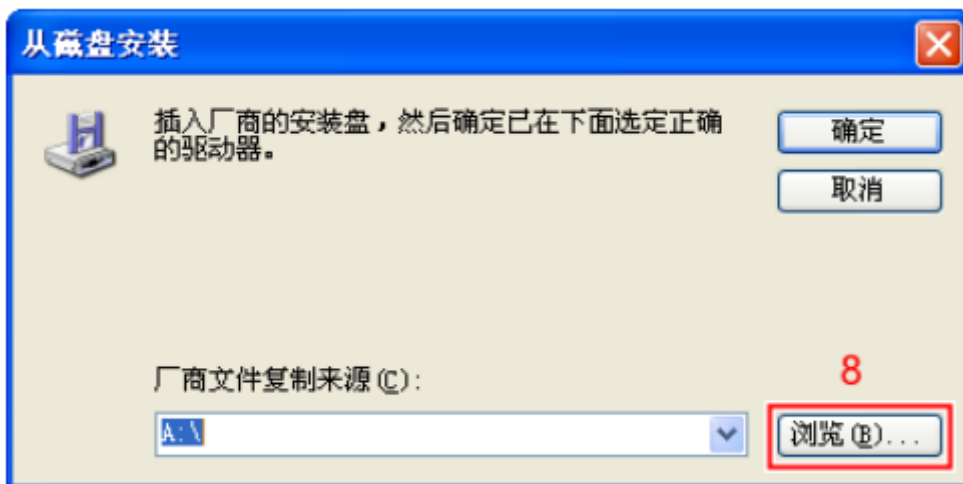 从磁盘安装
插入厂商的安装盘，然后确定已在下面选定正确
的驱动器。
确定
取消
厂商文件复制来源(C):
8
A:\
浏览(B)...